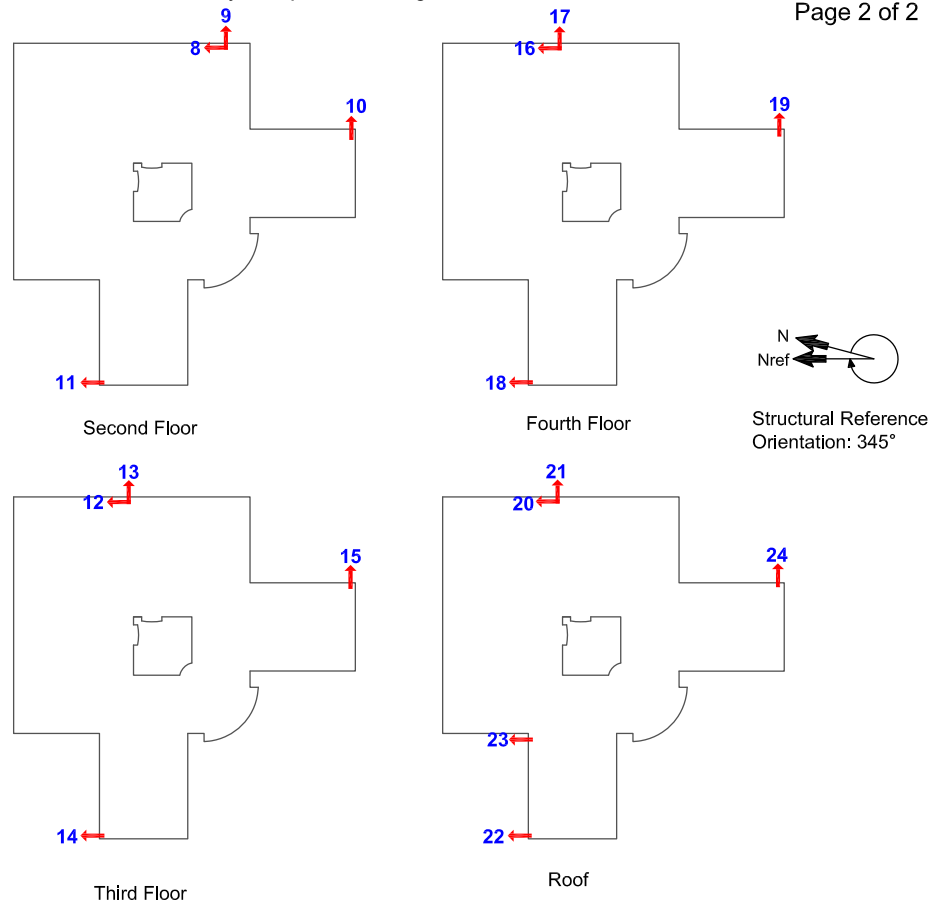 Page 2 of 2
9
8
10
11
Second Floor
17
16
19
18
Fourth Floor
N
Nref
Structural Reference
Orientation: 345°
13
12
15
14
Third Floor
21
20
24
23
22
Roof